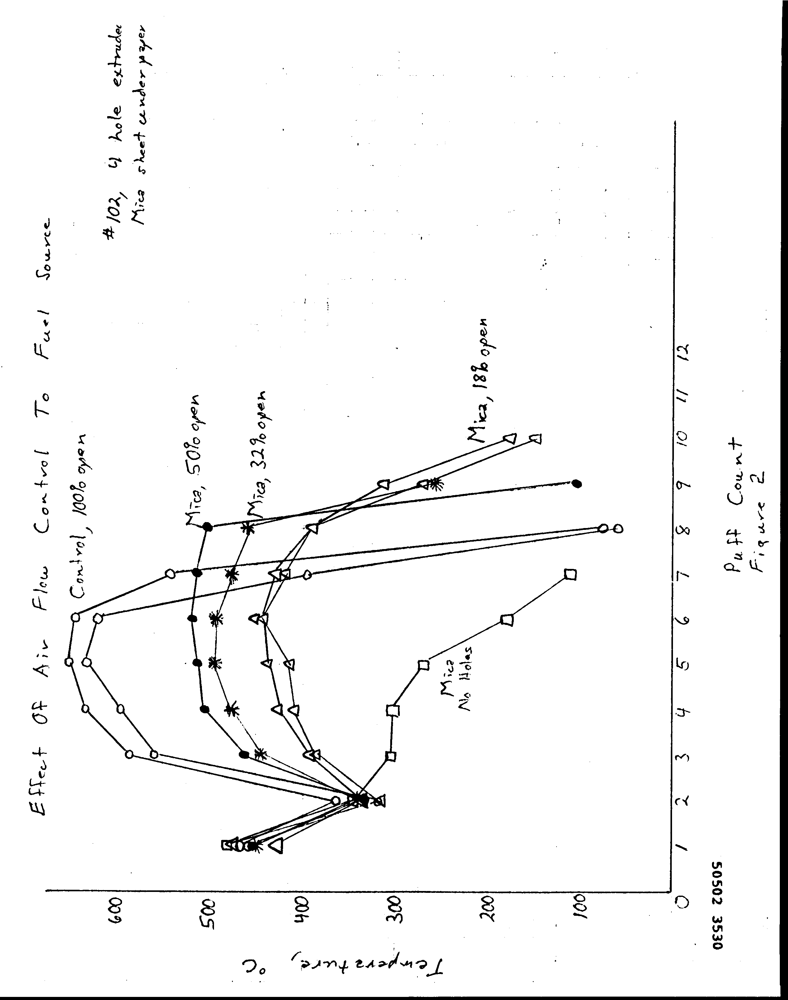 Effect Of Air Flow Control To Fuel Source
#102, 4 hole extruder
Mica sheet under paper
Control, 100% open
Mica, 50% open
Mica, 32% open
Mica, 18% open
Mica
No Holes
Temperature, °C
600
500
400
300
200
100
0 1 2 3 4 5 6 7 8 9 10 11 12
Puff Count
Figure 2
50502 3530